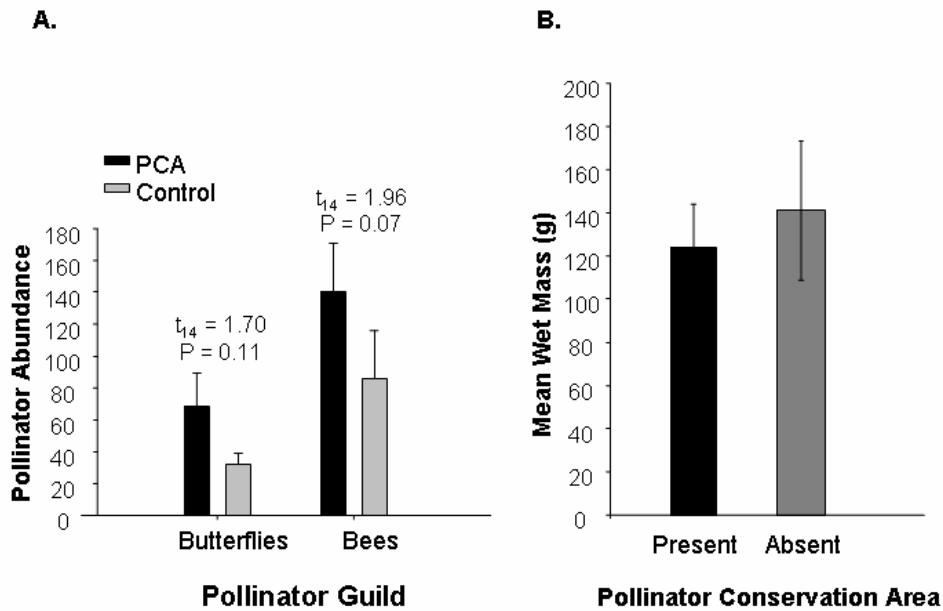 A.
PCA
Control
t14 = 1.70
P = 0.11
t14 = 1.96
P = 0.07
Pollinator Abundance
180
160
140
120
100
80
60
40
20
0
Butterflies Bees
Pollinator Guild
B.
Mean Wet Mass (g)
200
180
160
140
120
100
80
60
40
20
0
Present Absent
Pollinator Conservation Area